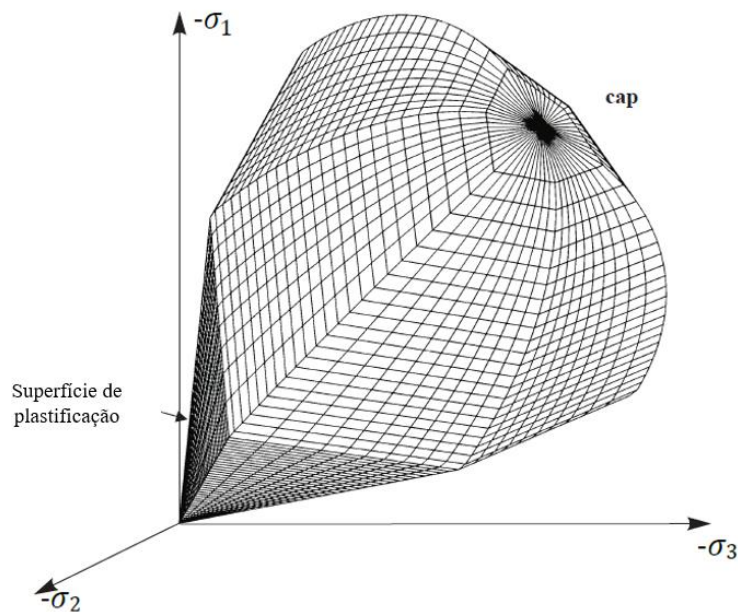 -σ₁
cap
Superfície de
plastificação
-σ₃
-σ₂